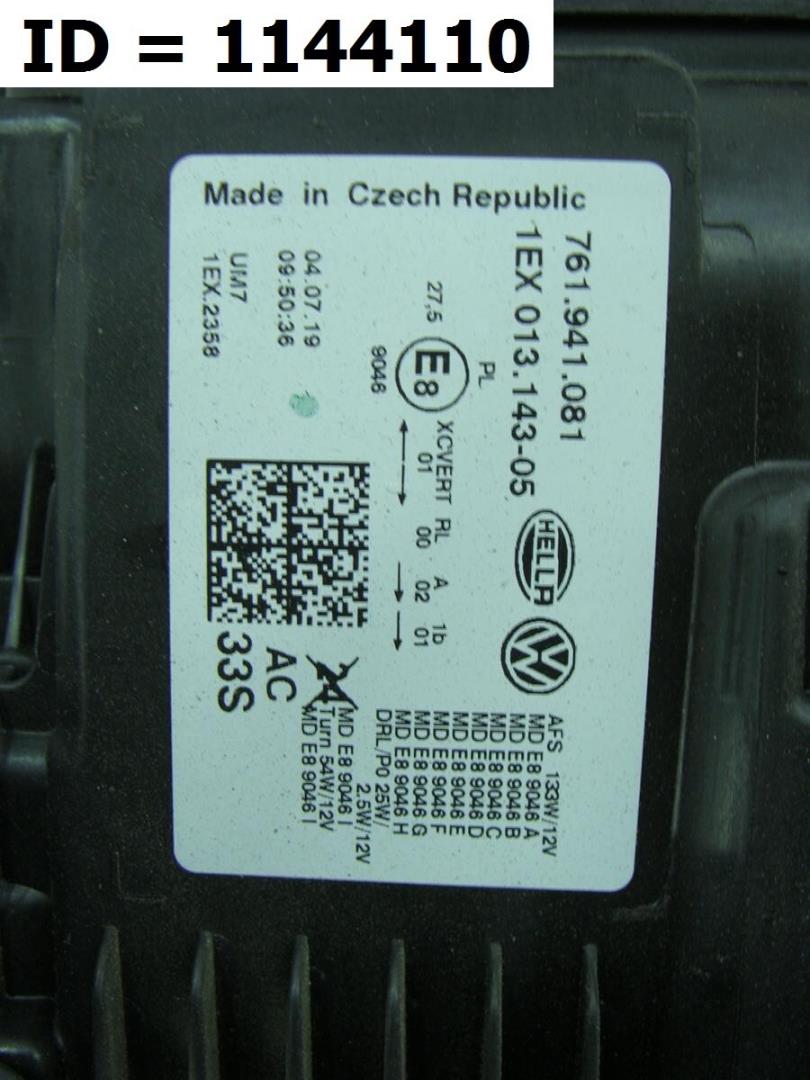 ID = 1144110
Made in Czech Republic
761.941.081
1EX 013.143-05
HELLA
PL
27,5
E8
9046
XCVERT RL A 1b
01 00 02 01
04.07.19
09:50:36
UM7
1EX.2358
AFS 133W/12V
MD E8 9046 A
MD E8 9046 B
MD E8 9046 C
MD E8 9046 D
MD E8 9046 E
MD E8 9046 F
MD E8 9046 G
MD E8 9046 H
DRL/PO 25W/
2.5W/12V
MD E8 9046 I
Turn 54W/12V
MD E8 9046 I
24
AC
33S